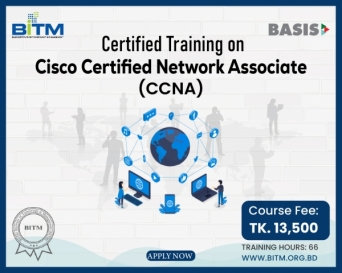 BITM
BASIS
Certified Training on
Cisco Certified Network Associate
(CCNA)
BITM
Course Fee:
TK. 13,500
TRAINING HOURS: 66
WWW.BITM.ORG.BD
APPLY NOW